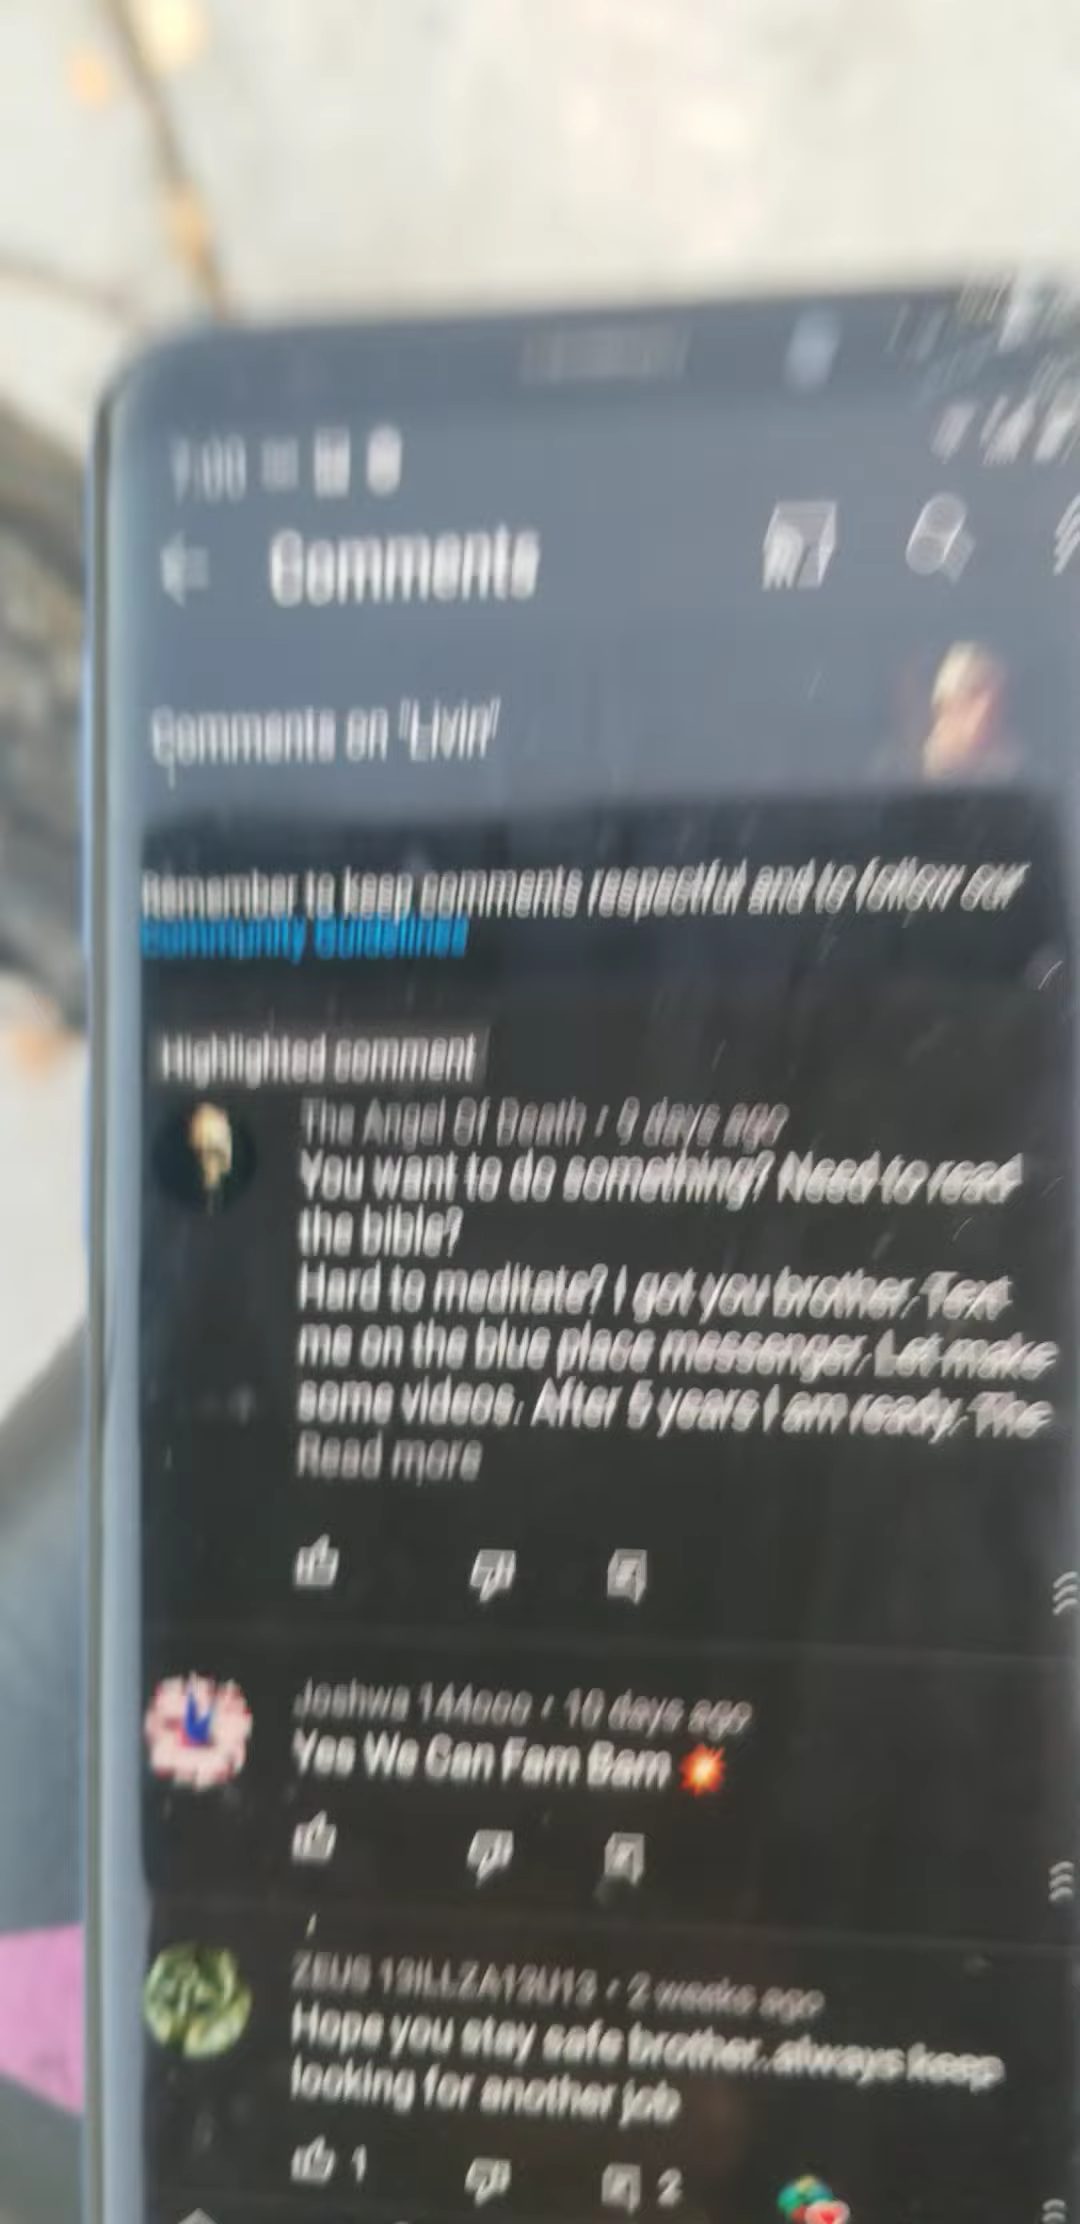 7:00
Comments
Comments on "Livin"
Remember to keep comments respectful and to follow our
Community Guidelines
Highlighted comment
The Angel Of Death • 9 days ago
You want to do something? Need to read
the bible?
Hard to meditate? I got you brother. Text
me on the blue place messenger. Let make
some videos. After 5 years I am ready. The
Read more
Joshwa 144ooo • 10 days ago
Yes We Can Fam Bam
• 2 weeks ago
Hope you stay safe brother..always keep
looking for another job
1
2